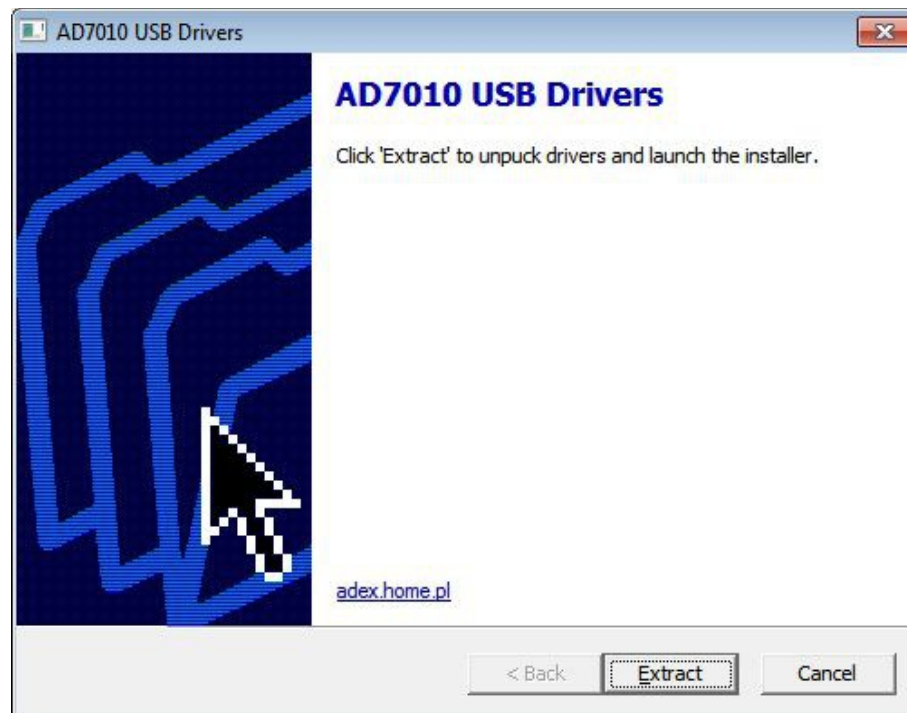 AD7010 USB Drivers
AD7010 USB Drivers
Click 'Extract' to unpuck drivers and launch the installer.
adex.home.pl
< Back Extract Cancel